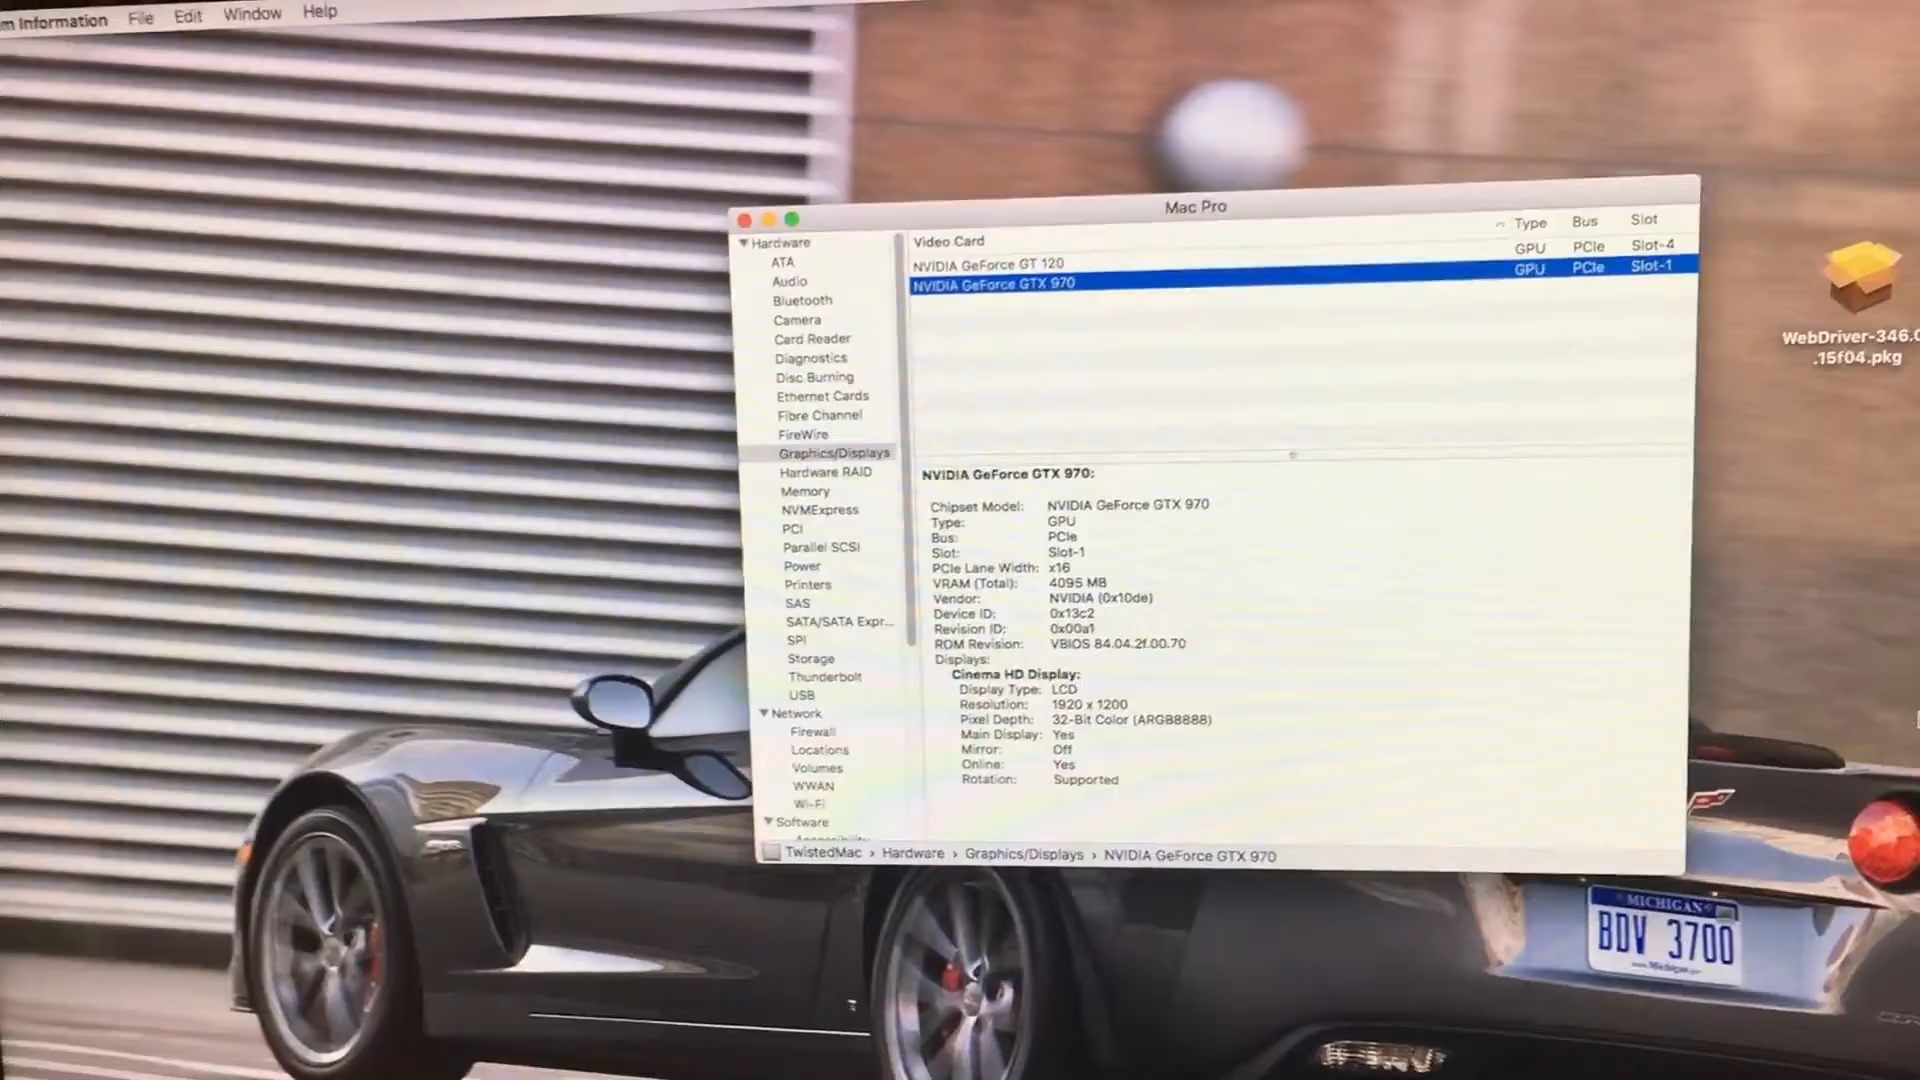 m Information File Edit Window Help
Mac Pro
Hardware
ATA
Audio
Bluetooth
Camera
Card Reader
Diagnostics
Disc Burning
Ethernet Cards
Fibre Channel
FireWire
Graphics/Displays
Hardware RAID
Memory
NVMExpress
PCI
Parallel SCSI
Power
Printers
SAS
SATA/SATA Expr...
SPI
Storage
Thunderbolt
USB
Network
Firewall
Locations
Volumes
WWAN
Wi-Fi
Software
Video Card Type Bus Slot
NVIDIA GeForce GT 120 GPU PCIe Slot-4
NVIDIA GeForce GTX 970 GPU PCIe Slot-1
NVIDIA GeForce GTX 970:
Chipset Model: NVIDIA GeForce GTX 970
Type: GPU
Bus: PCIe
Slot: Slot-1
PCIe Lane Width: x16
VRAM (Total): 4095 MB
Vendor: NVIDIA (0x10de)
Device ID: 0x13c2
Revision ID: 0x00a1
ROM Revision: VBIOS 84.04.2f.00.70
Displays:
Cinema HD Display:
Display Type: LCD
Resolution: 1920 x 1200
Pixel Depth: 32-Bit Color (ARGB8888)
Main Display: Yes
Mirror: Off
Online: Yes
Rotation: Supported
TwistedMac › Hardware › Graphics/Displays › NVIDIA GeForce GTX 970
WebDriver-346.0
.15f04.pkg
MICHIGAN
BDV 3700